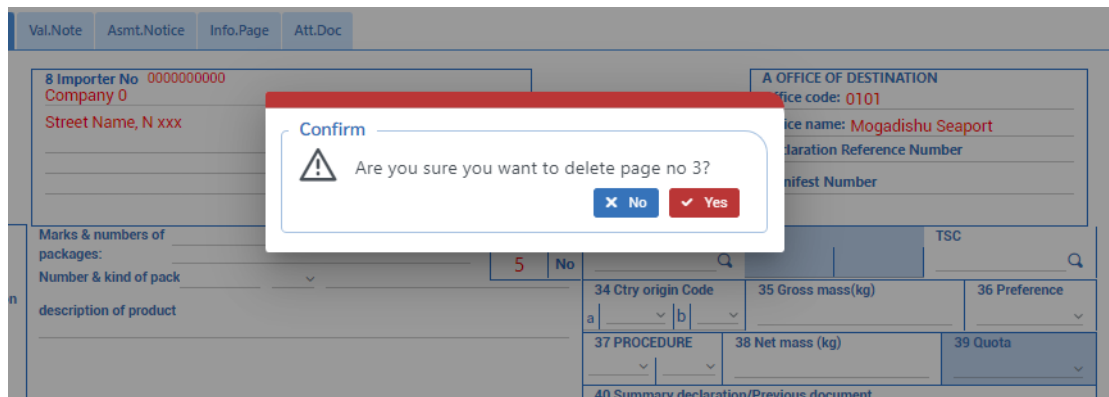 Val.Note Asmt.Notice Info.Page Att.Doc
8 Importer No 0000000000
Company 0
Street Name, N xxx
A OFFICE OF DESTINATION
code: 0101
name: Mogadishu Seaport
Reference Number
Number
Confirm
Are you sure you want to delete page no 3?
No Yes
Marks & numbers of
packages:
Number & kind of pack
description of product
5 No
TSC
34 Ctry origin Code
a b
35 Gross mass(kg)
36 Preference
37 PROCEDURE
38 Net mass (kg)
39 Quota
40 Summary declaration/Previous document